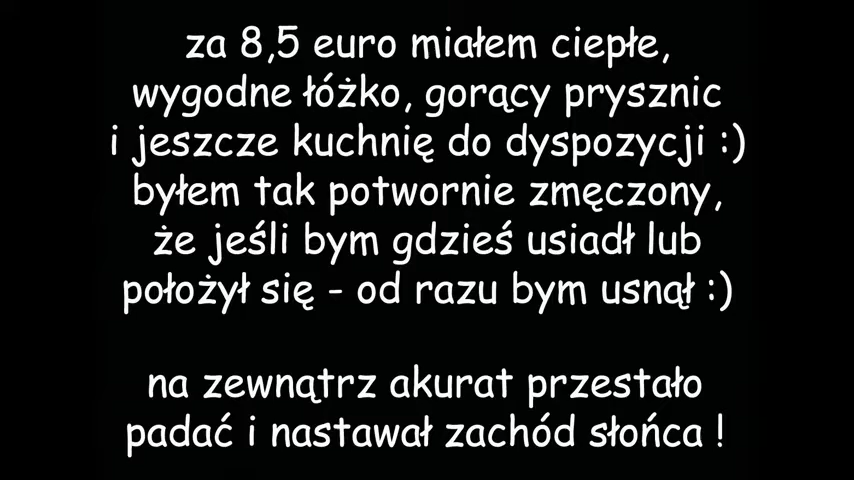 za 8,5 euro miałem ciepłe,
wygodne łóżko, gorący prysznic
i jeszcze kuchnię do dyspozycji :)
byłem tak potwornie zmęczony,
że jeśli bym gdzieś usiadł lub
położył się - od razu bym usnął :)
na zewnątrz akurat przestało
padać i nastawał zachód słońca !